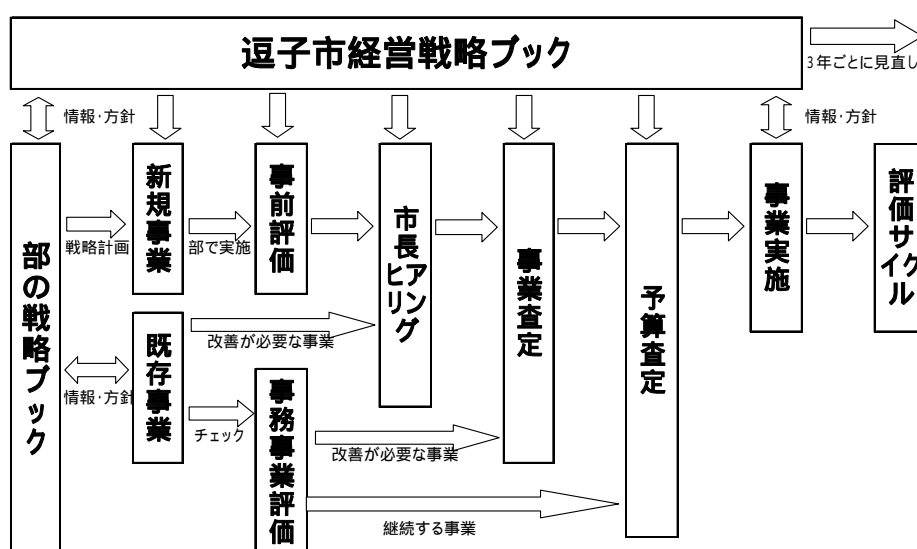 逗子市経営戦略ブック
3年ごとに見直し
情報・方針
情報・方針
部の戦略ブック
戦略計画
新規事業
部で実施
事前評価
市長ヒアリング
事業査定
予算査定
事業実施
評価サイクル
改善が必要な事業
情報・方針
既存事業
チェック
事務事業評価
改善が必要な事業
継続する事業